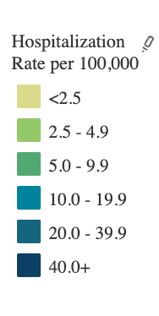 Hospitalization
Rate per 100,000
<2.5
2.5 - 4.9
5.0 - 9.9
10.0 - 19.9
20.0 - 39.9
40.0+